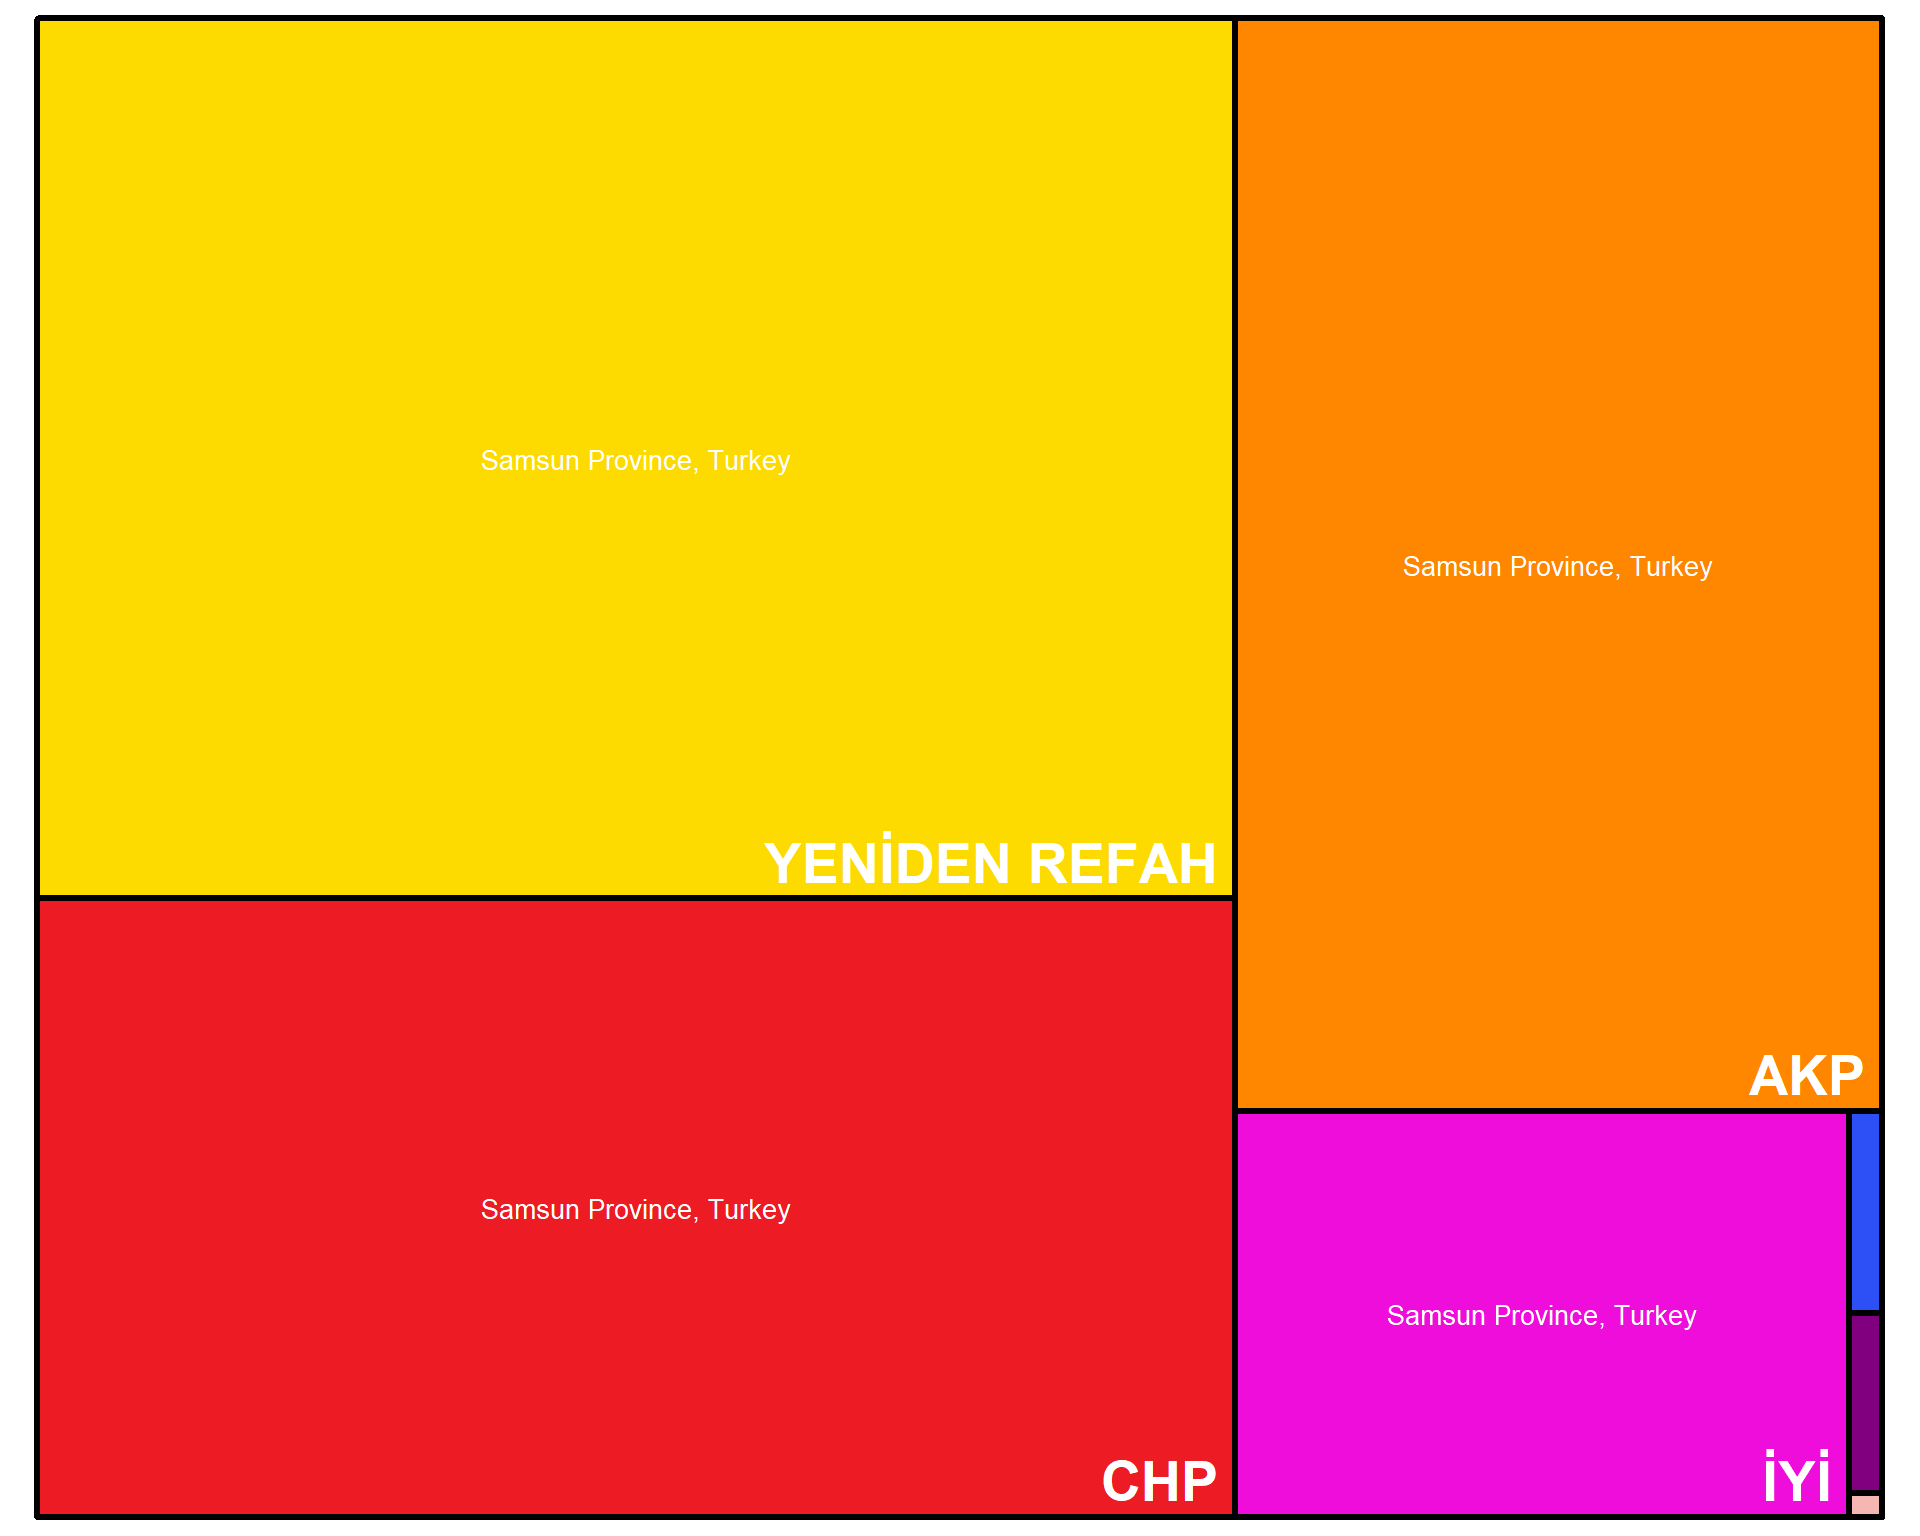 Samsun Province, Turkey
YENİDEN REFAH
Samsun Province, Turkey
AKP
Samsun Province, Turkey
CHP
Samsun Province, Turkey
İYİ